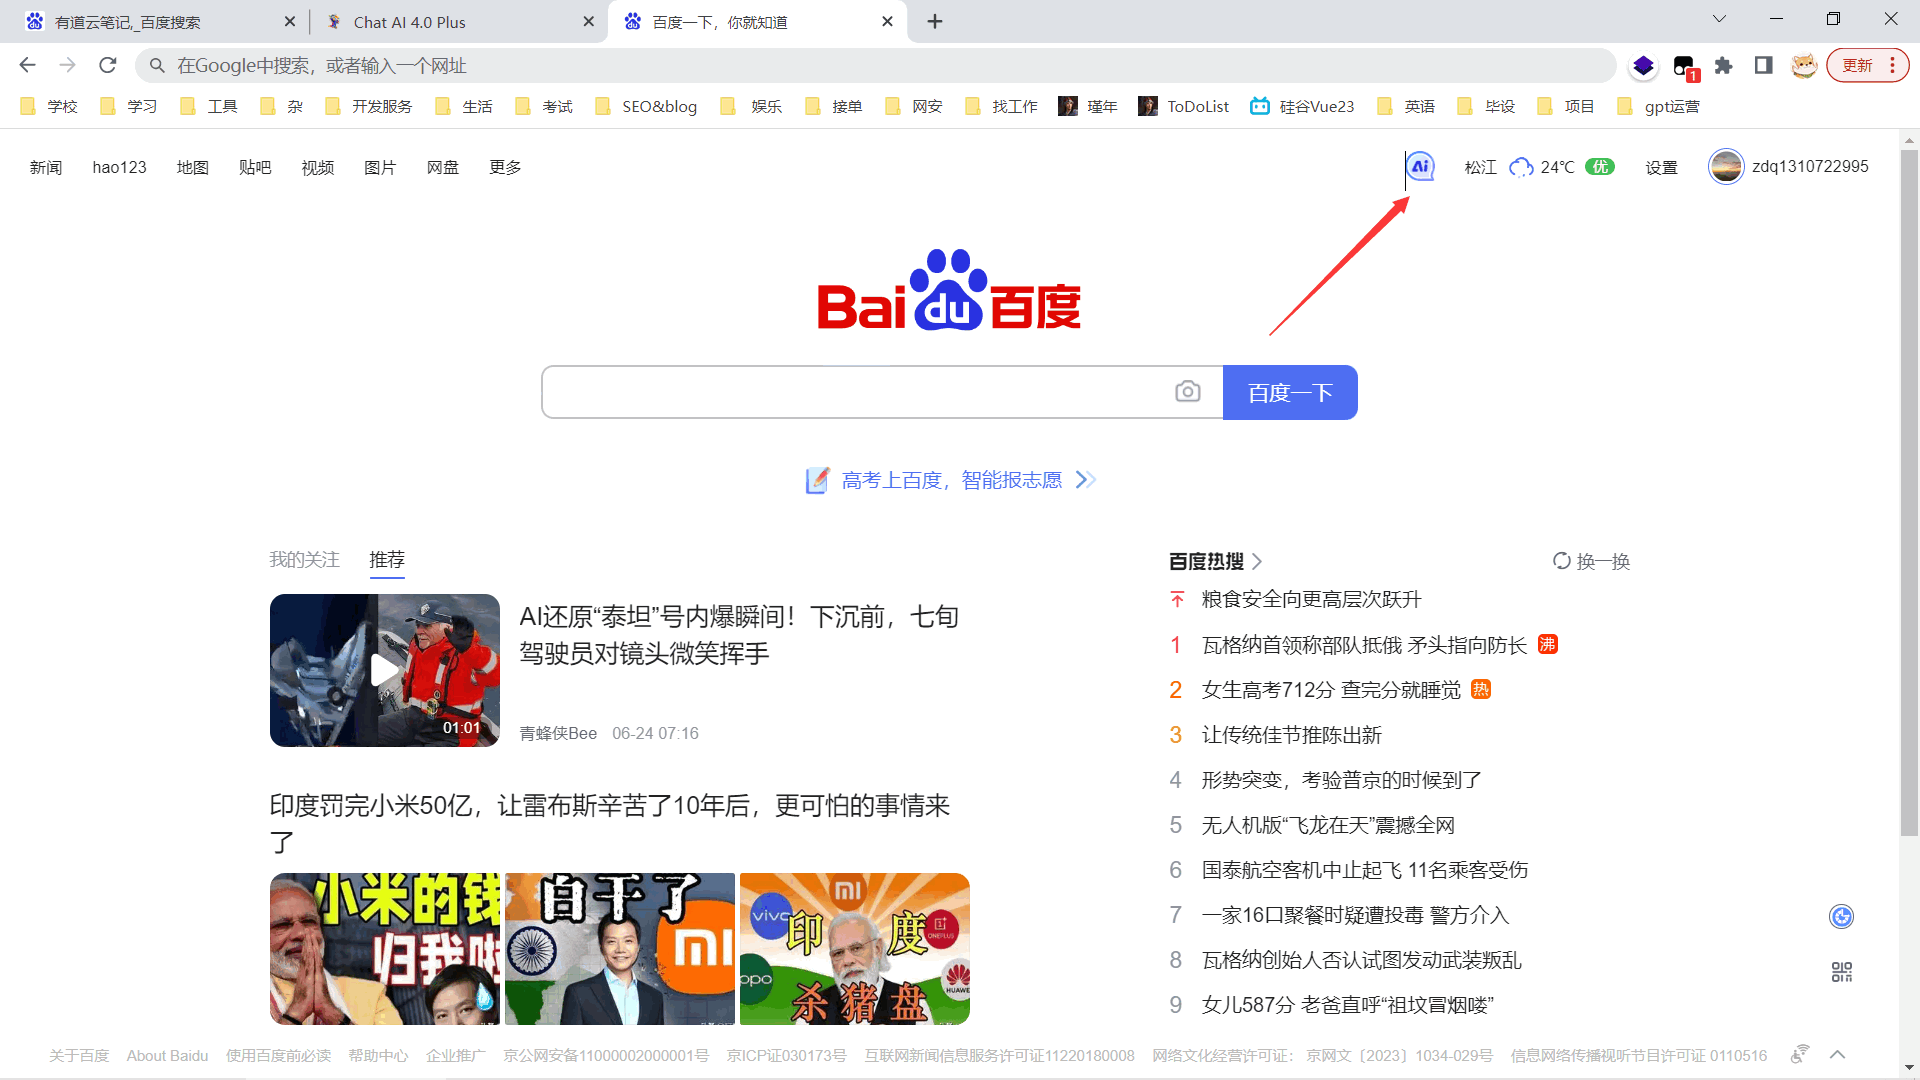 有道云笔记_百度搜索
Chat AI 4.0 Plus
百度一下，你就知道
在Google中搜索，或者输入一个网址
1
更新
学校
学习
工具
杂
开发服务
生活
考试
SEO&blog
娱乐
接单
网安
找工作
瑾年
ToDoList
硅谷Vue23
英语
毕设
项目
gpt运营
新闻
hao123
地图
贴吧
视频
图片
网盘
更多
Ai
松江
24℃
优
设置
zdq1310722995
Bai du 百度
百度一下
高考上百度，智能报志愿
我的关注
推荐
01:01
AI还原“泰坦”号内爆瞬间！下沉前，七旬
驾驶员对镜头微笑挥手
青蜂侠Bee 06-24 07:16
印度罚完小米50亿，让雷布斯辛苦了10年后，更可怕的事情来
了
小米的钱
归我啦
白干了
vivo
印度
ONEPLUS
oppo
HUAWEI
杀猪盘
百度热搜
换一换
粮食安全向更高层次跃升
1 瓦格纳首领称部队抵俄 矛头指向防长 沸
2 女生高考712分 查完分就睡觉 热
3 让传统佳节推陈出新
4 形势突变，考验普京的时候到了
5 无人机版“飞龙在天”震撼全网
6 国泰航空客机中止起飞 11名乘客受伤
7 一家16口聚餐时疑遭投毒 警方介入
8 瓦格纳创始人否认试图发动武装叛乱
9 女儿587分 老爸直呼“祖坟冒烟喽”
关于百度
About Baidu
使用百度前必读
帮助中心
企业推广
京公网安备11000002000001号
京ICP证030173号
互联网新闻信息服务许可证11220180008
网络文化经营许可证： 京网文〔2023〕1034-029号
信息网络传播视听节目许可证 0110516